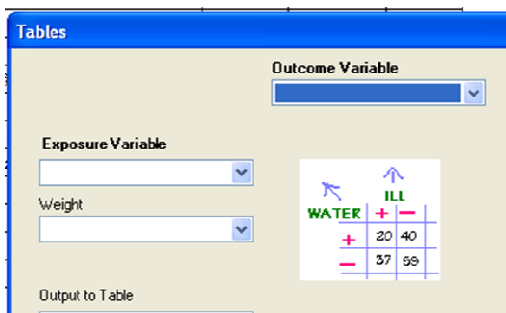 Tables
Outcome Variable
Exposure Variable
Weight
ILL
WATER + −
+ 20 40
− 37 59
Output to Table